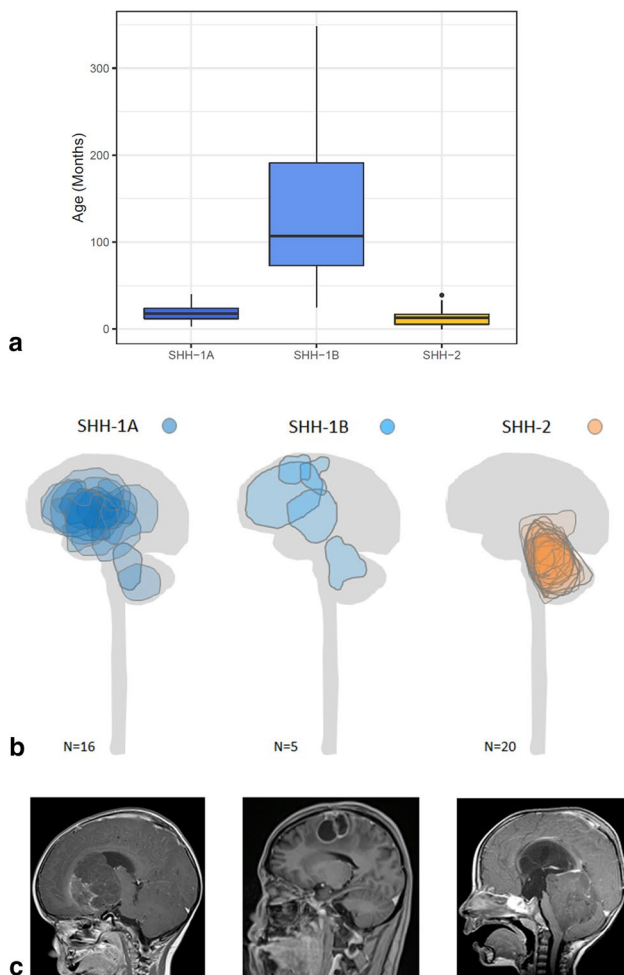 300
200
100
0
Age (Months)
SHH-1A SHH-1B SHH-2
a
SHH-1A SHH-1B SHH-2
b N=16 N=5 N=20
c